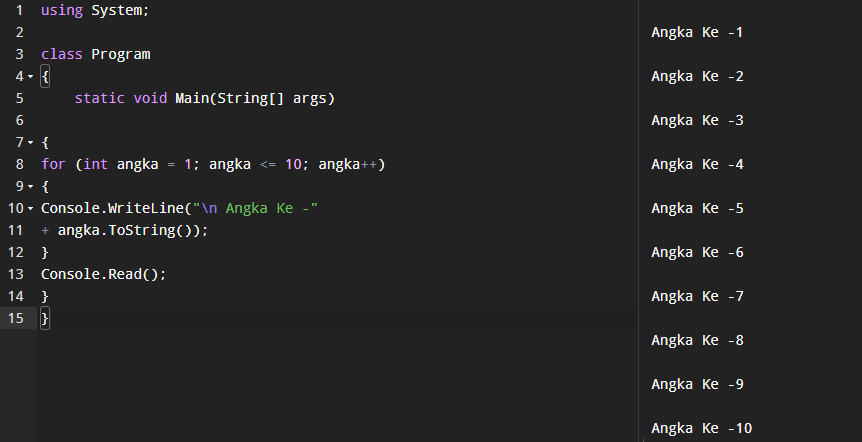 1 using System;
2
3 class Program
4 {
5 static void Main(String[] args)
6
7 {
8 for (int angka = 1; angka <= 10; angka++)
9 {
10 Console.WriteLine("\n Angka Ke -"
11 + angka.ToString());
12 }
13 Console.Read();
14 }
15 }
Angka Ke -1
Angka Ke -2
Angka Ke -3
Angka Ke -4
Angka Ke -5
Angka Ke -6
Angka Ke -7
Angka Ke -8
Angka Ke -9
Angka Ke -10